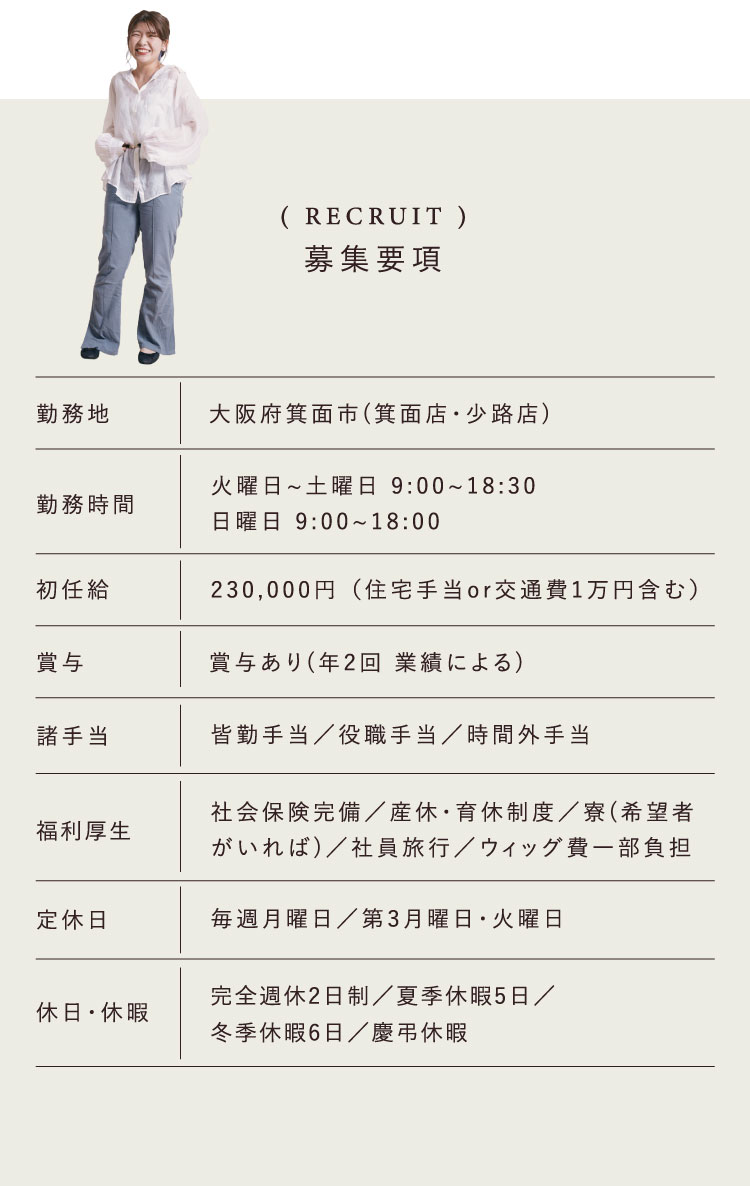 ( RECRUIT )
募集要項
勤務地
大阪府箕面市(箕面店・少路店)
勤務時間
火曜日~土曜日 9:00~18:30
日曜日 9:00~18:00
初任給
230,000円（住宅手当or交通費1万円含む）
賞与
賞与あり(年2回 業績による)
諸手当
皆勤手当／役職手当／時間外手当
福利厚生
社会保険完備／産休・育休制度／寮(希望者
がいれば)／社員旅行／ウィッグ費一部負担
定休日
毎週月曜日／第3月曜日・火曜日
休日・休暇
完全週休2日制／夏季休暇5日／
冬季休暇6日／慶弔休暇